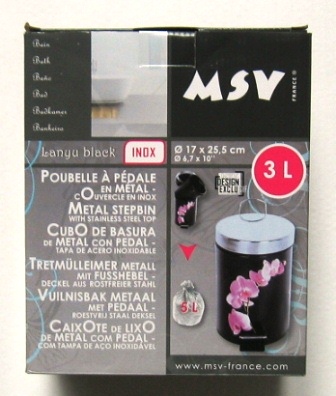 Bain
Bath
Baño
Bad
Badkamer
Banheiro
MSV
FRANCE ®
Lanyu black
INOX
Ø 17 x 25,5 cm
Ø 6,7 x 10"
3 L
DESIGN
EXCLU
POUBELLE À PÉDALE
EN MÉTAL -
cOUVERCLE EN INOX
METAL STEPBIN
WITH STAINLESS STEEL TOP
CUBO DE BASURA
DE METAL CON PEDAL -
TAPA DE ACERO INOXIDABLE
TRETMÜLLEIMER METALL
MIT FUSSHEBEL -
DECKEL AUS ROSTFREIER STAHL
VUILNISBAK METAAL
MET PEDAAL -
ROESTVRIJ STAAL DEKSEL
CAIXOTE DE LIXO
DE METAL COM PEDAL -
COM TAMPA DE AÇO INOXIDÁVEL
5 L
www.msv-france.com